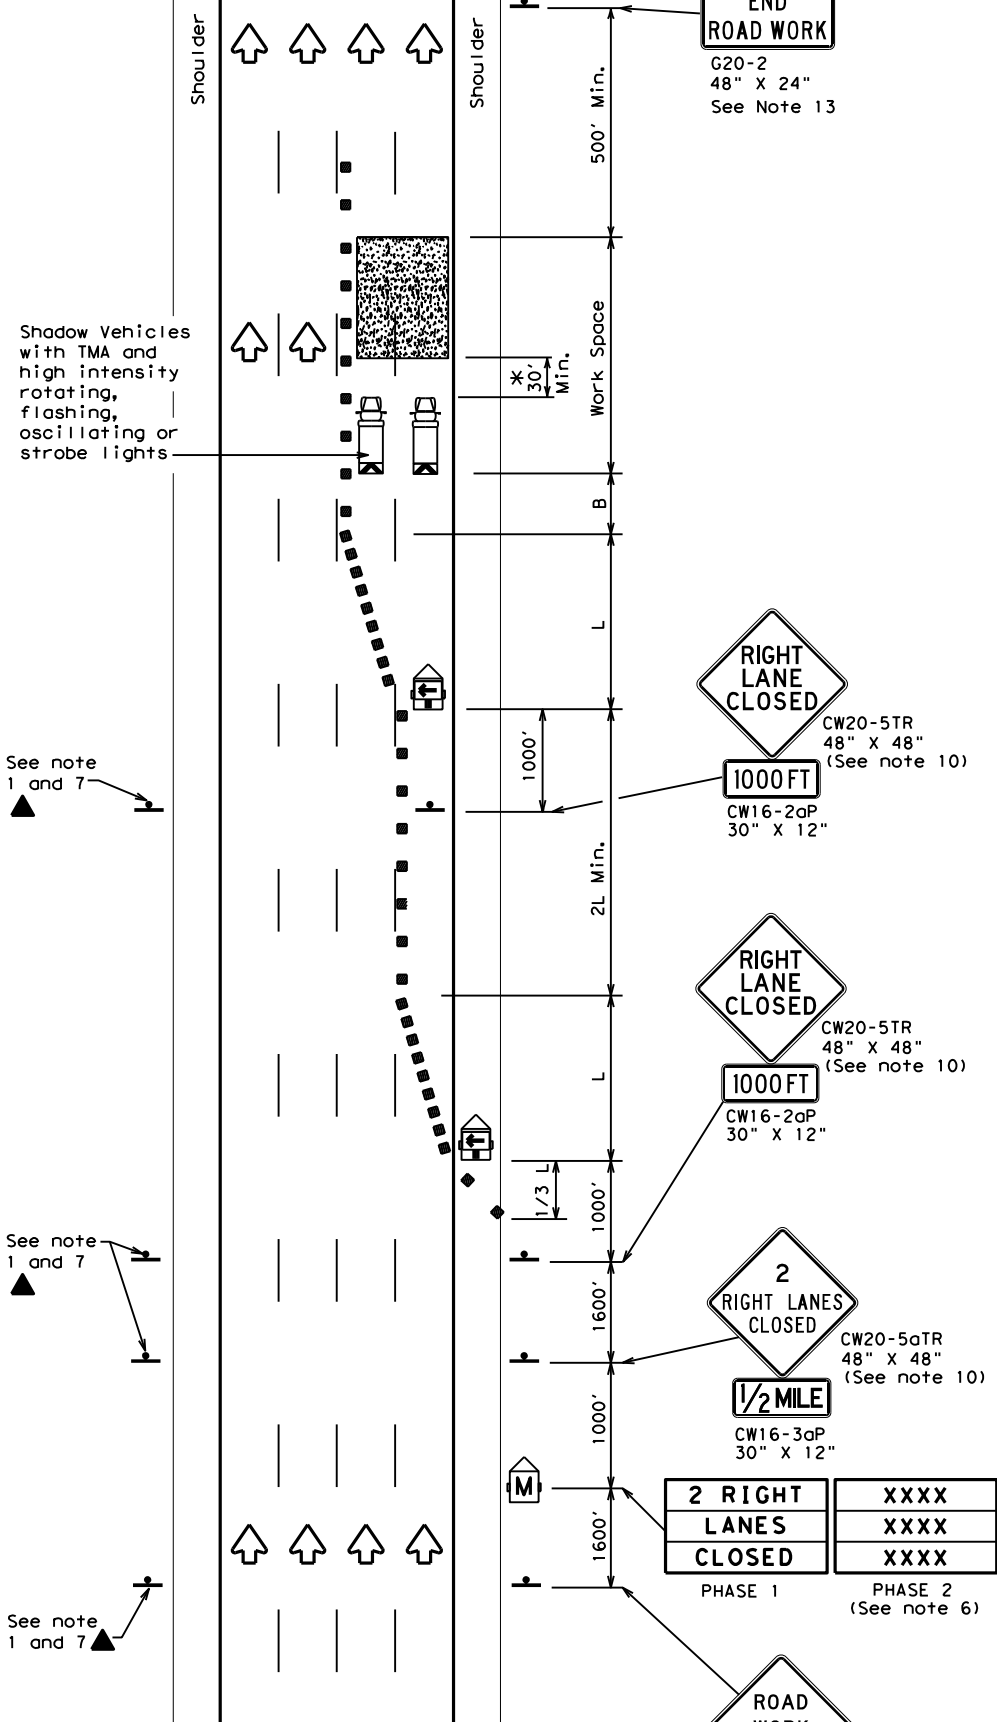 END
ROAD WORK
G20-2
48" X 24"
See Note 13
Shoulder
Shoulder
500' Min.
Work Space
* 30' Min.
Shadow Vehicles
with TMA and
high intensity
rotating,
flashing,
oscillating or
strobe lights
B
L
RIGHT
LANE
CLOSED
CW20-5TR
48" X 48"
(See note 10)
1000 FT
CW16-2aP
30" X 12"
1000'
See note
1 and 7
2L Min.
RIGHT
LANE
CLOSED
CW20-5TR
48" X 48"
(See note 10)
1000 FT
CW16-2aP
30" X 12"
L
1/3 L
1000'
See note
1 and 7
1600'
2
RIGHT LANES
CLOSED
CW20-5aTR
48" X 48"
(See note 10)
1/2 MILE
CW16-3aP
30" X 12"
1000'
M
2 RIGHT
LANES
CLOSED
PHASE 1
XXXX
XXXX
XXXX
PHASE 2
(See note 6)
1600'
See note
1 and 7
ROAD
WORK